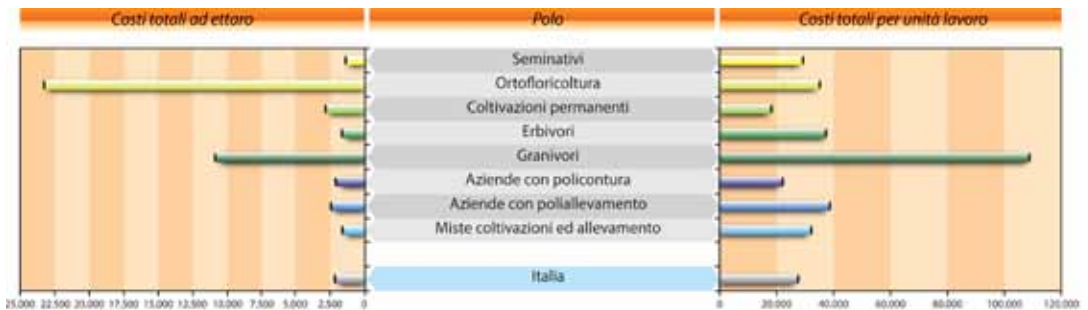 Costi totali ad ettaro Polo Costi totali per unità lavoro
Seminativi
Ortofloricoltura
Coltivazioni permanenti
Erbivori
Granivori
Aziende con policontura
Aziende con poliallevamento
Miste coltivazioni ed allevamento
Italia
25.000 22.500 20.000 17.500 15.000 12.500 10.000 7.500 5.000 2.500 0 0 20.000 40.000 60.000 80.000 100.000 120.000